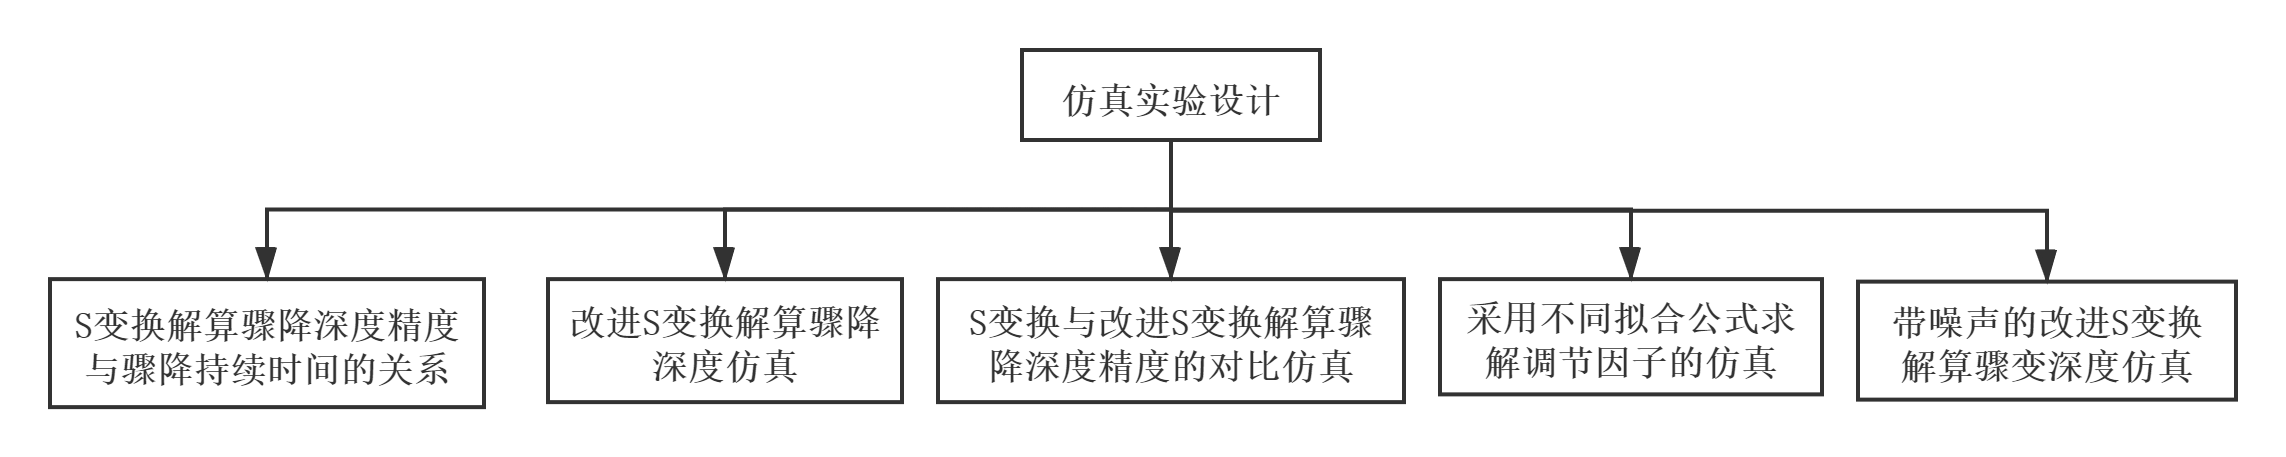 仿真实验设计
S变换解算骤降深度精度
与骤降持续时间的关系
改进S变换解算骤降
深度仿真
S变换与改进S变换解算骤
降深度精度的对比仿真
采用不同拟合公式求
解调节因子的仿真
带噪声的改进S变换
解算骤变深度仿真